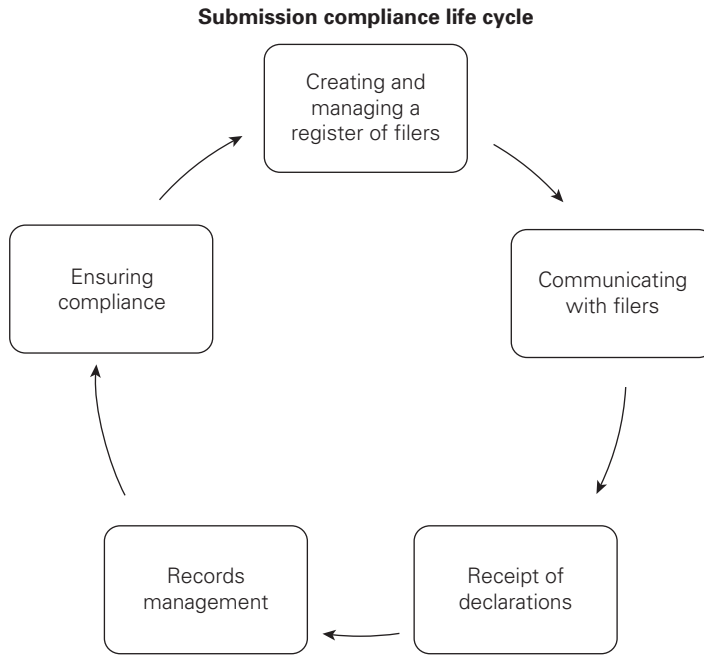 Submission compliance life cycle
Creating and
managing a
register of filers
Communicating
with filers
Receipt of
declarations
Records
management
Ensuring
compliance